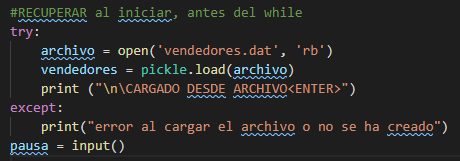 #RECUPERAR al iniciar, antes del while
try:
    archivo = open('vendedores.dat', 'rb')
    vendedores = pickle.load(archivo)
    print ("\n\CARGADO DESDE ARCHIVO<ENTER>")
except:
    print("error al cargar el archivo o no se ha creado")
pausa = input()